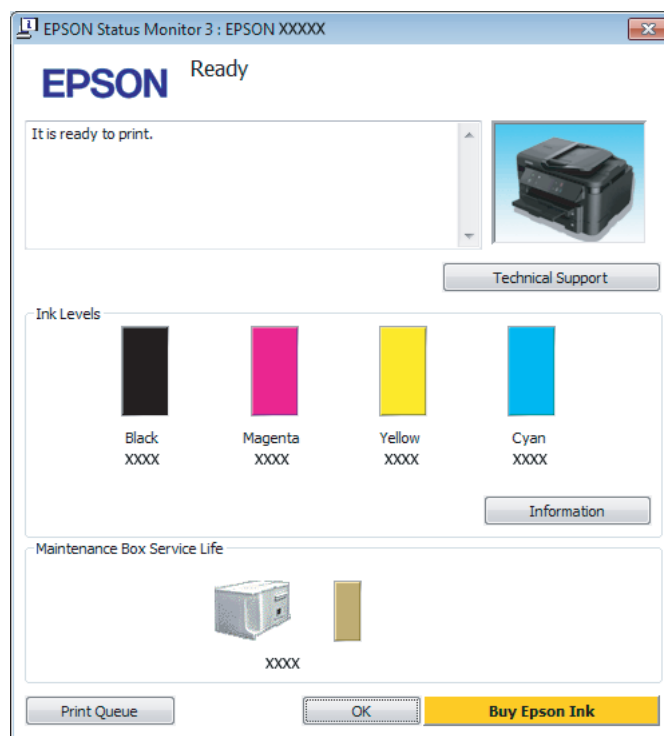 EPSON Status Monitor 3 : EPSON XXXXX
EPSON
Ready
It is ready to print.
Technical Support
Ink Levels
Black Magenta Yellow Cyan
XXXX XXXX XXXX XXXX
Information
Maintenance Box Service Life
XXXX
Print Queue OK Buy Epson Ink